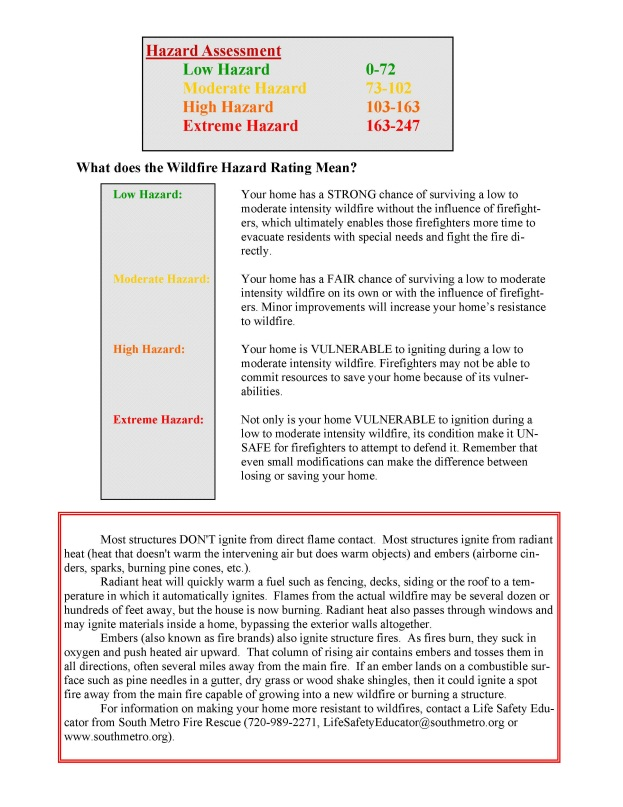 Hazard Assessment
Low Hazard 0-72
Moderate Hazard 73-102
High Hazard 103-163
Extreme Hazard 163-247
What does the Wildfire Hazard Rating Mean?
Low Hazard: Your home has a STRONG chance of surviving a low to
moderate intensity wildfire without the influence of firefight-
ers, which ultimately enables those firefighters more time to
evacuate residents with special needs and fight the fire di-
rectly.
Moderate Hazard: Your home has a FAIR chance of surviving a low to moderate
intensity wildfire on its own or with the influence of firefight-
ers. Minor improvements will increase your home's resistance
to wildfire.
High Hazard: Your home is VULNERABLE to igniting during a low to
moderate intensity wildfire. Firefighters may not be able to
commit resources to save your home because of its vulner-
abilities.
Extreme Hazard: Not only is your home VULNERABLE to ignition during a
low to moderate intensity wildfire, its condition make it UN-
SAFE for firefighters to attempt to defend it. Remember that
even small modifications can make the difference between
losing or saving your home.
Most structures DON'T ignite from direct flame contact. Most structures ignite from radiant
heat (heat that doesn't warm the intervening air but does warm objects) and embers (airborne cin-
ders, sparks, burning pine cones, etc.).
Radiant heat will quickly warm a fuel such as fencing, decks, siding or the roof to a tem-
perature in which it automatically ignites. Flames from the actual wildfire may be several dozen or
hundreds of feet away, but the house is now burning. Radiant heat also passes through windows and
may ignite materials inside a home, bypassing the exterior walls altogether.
Embers (also known as fire brands) also ignite structure fires. As fires burn, they suck in
oxygen and push heated air upward. That column of rising air contains embers and tosses them in
all directions, often several miles away from the main fire. If an ember lands on a combustible sur-
face such as pine needles in a gutter, dry grass or wood shake shingles, then it could ignite a spot
fire away from the main fire capable of growing into a new wildfire or burning a structure.
For information on making your home more resistant to wildfires, contact a Life Safety Edu-
cator from South Metro Fire Rescue (720-989-2271, LifeSafetyEducator@southmetro.org or
www.southmetro.org).